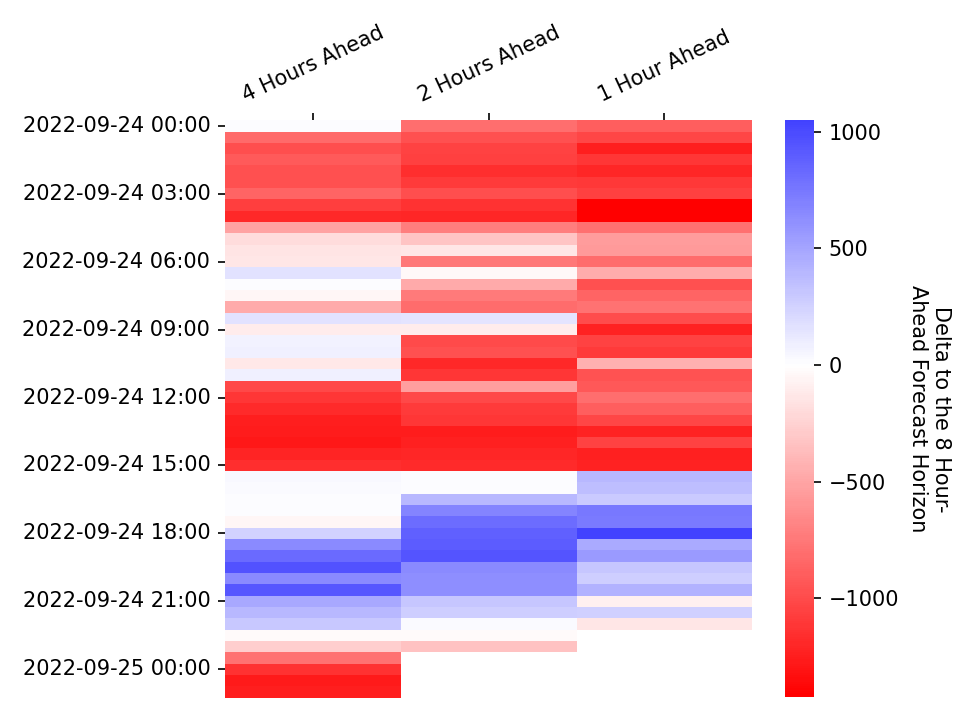 4 Hours Ahead
2 Hours Ahead
1 Hour Ahead
2022-09-24 00:00
2022-09-24 03:00
2022-09-24 06:00
2022-09-24 09:00
2022-09-24 12:00
2022-09-24 15:00
2022-09-24 18:00
2022-09-24 21:00
2022-09-25 00:00
1000
500
0
−500
−1000
Delta to the 8 Hour-
Ahead Forecast Horizon